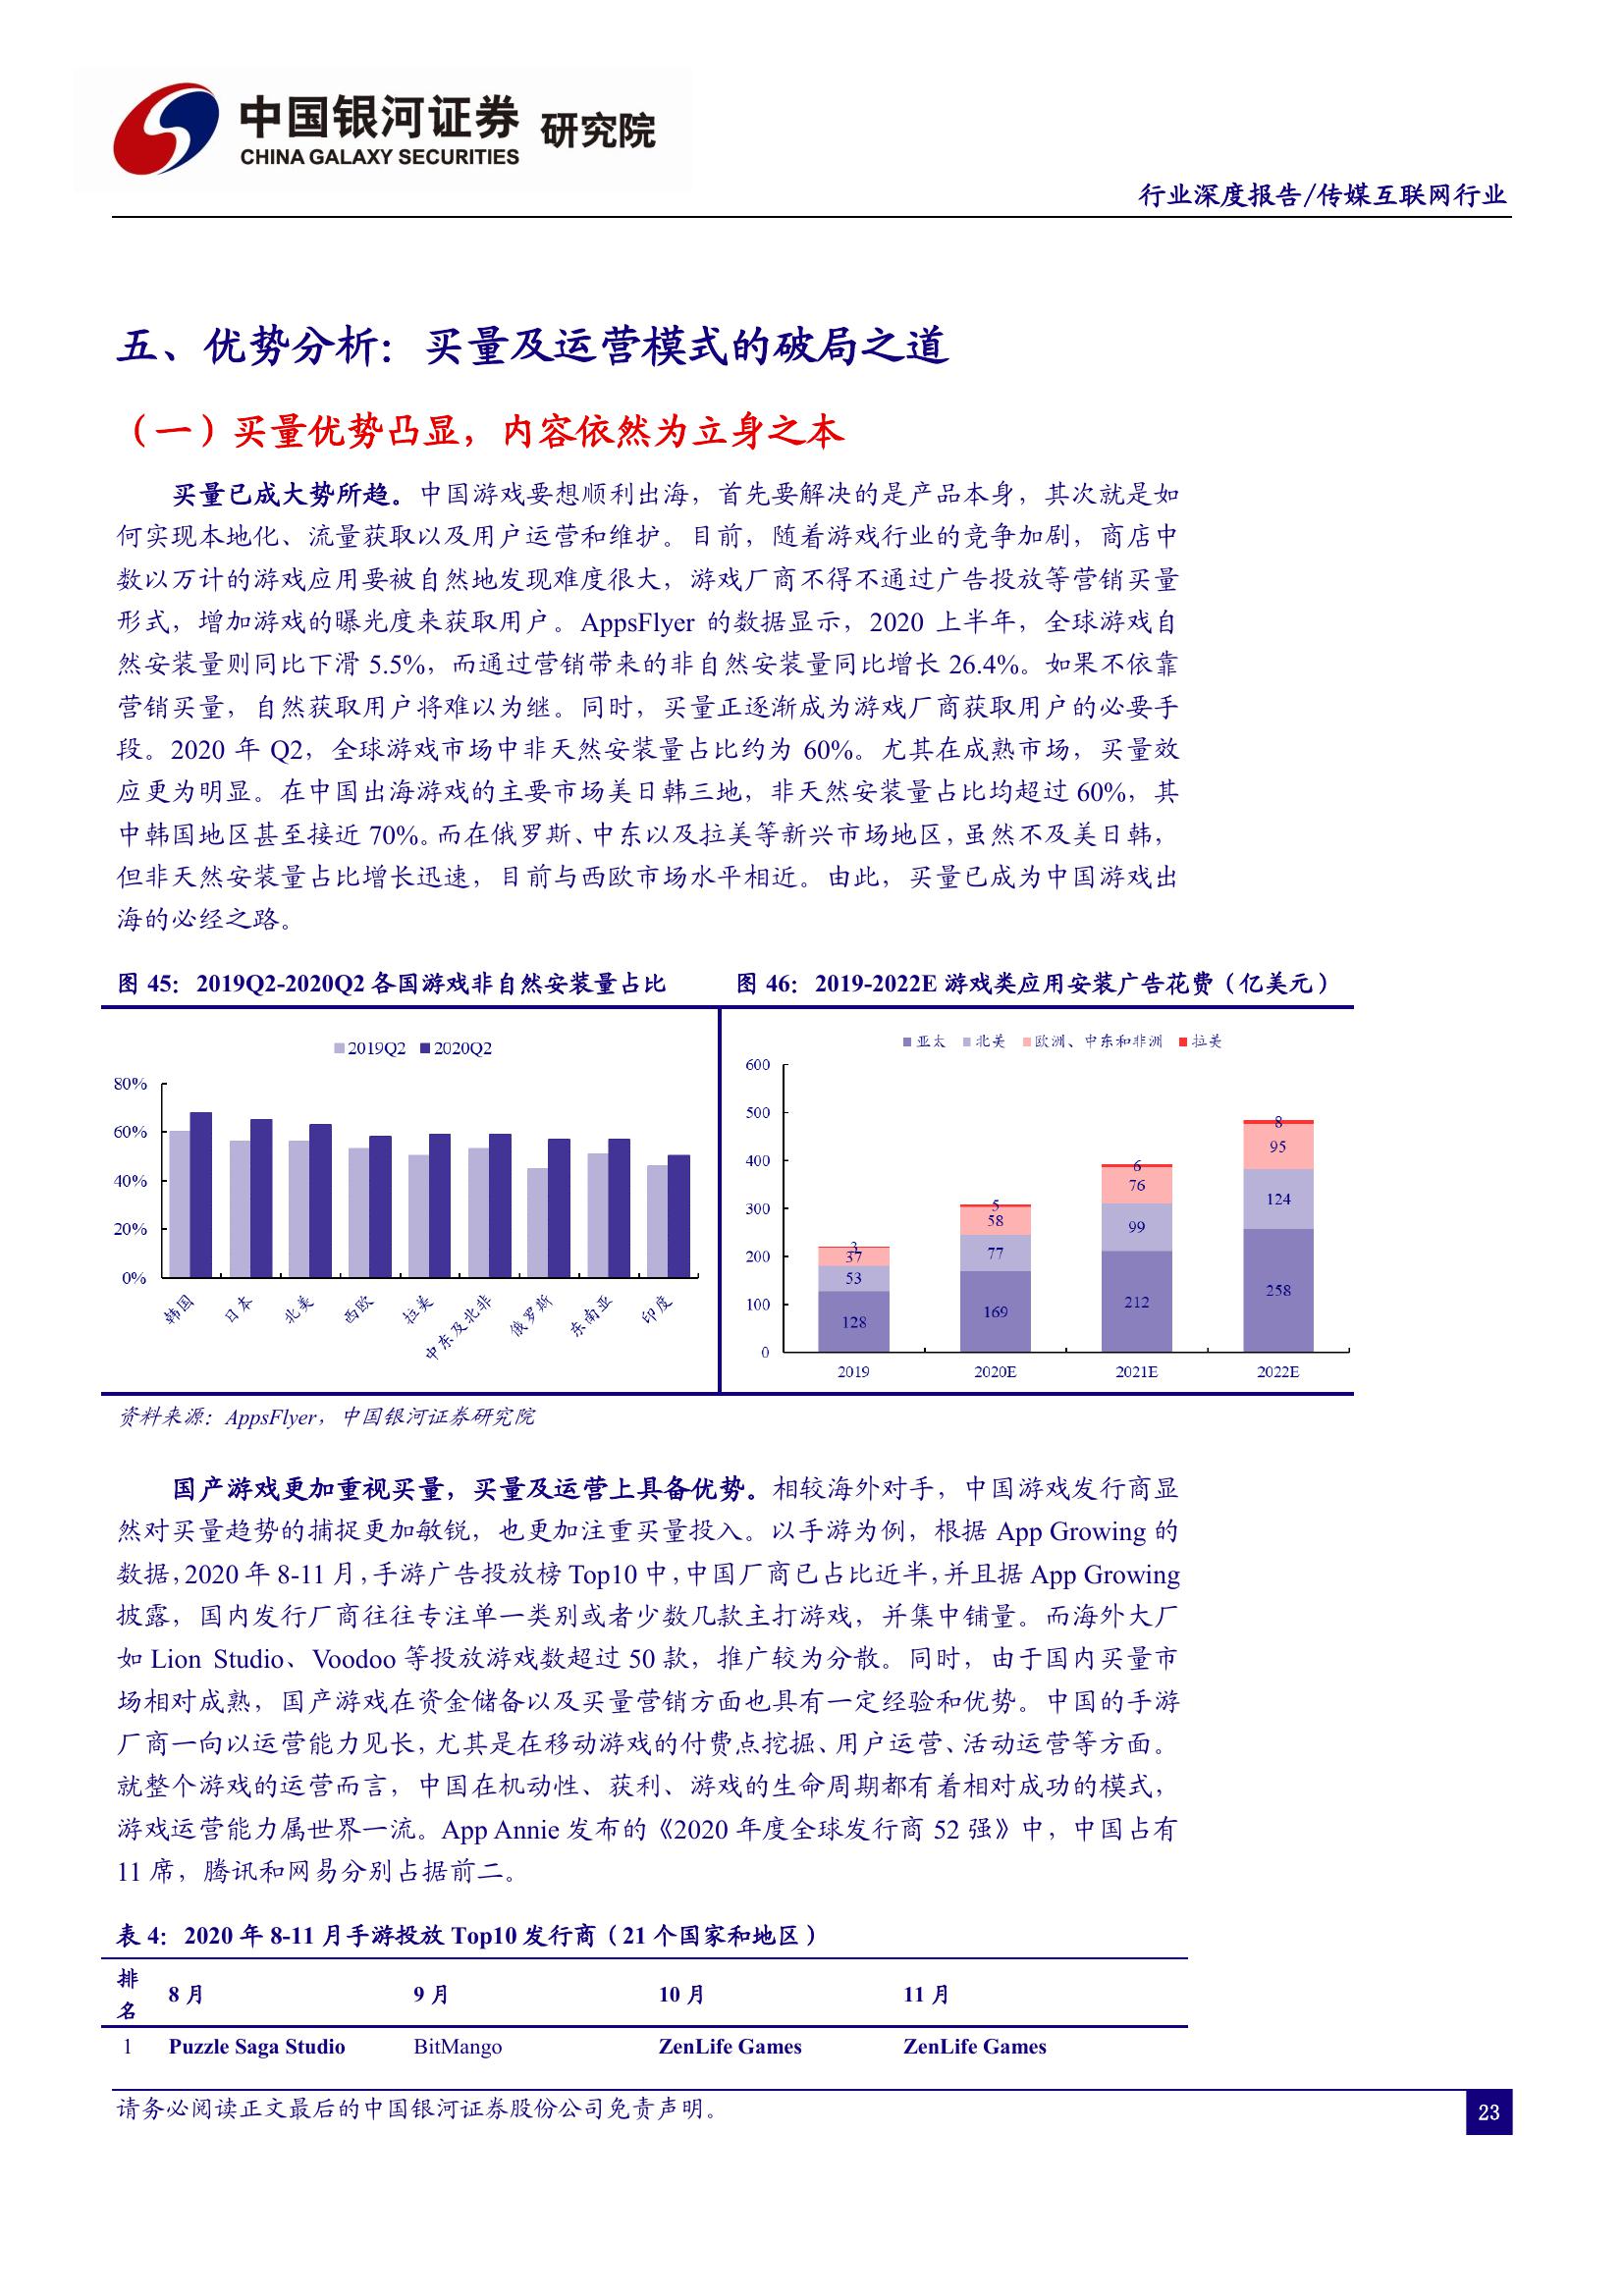 中国银河证券 研究院
CHINA GALAXY SECURITIES
行业深度报告/传媒互联网行业
五、优势分析：买量及运营模式的破局之道
（一）买量优势凸显，内容依然为立身之本
买量已成大势所趋。中国游戏要想顺利出海，首先要解决的是产品本身，其次就是如
何实现本地化、流量获取以及用户运营和维护。目前，随着游戏行业的竞争加剧，商店中
数以万计的游戏应用要被自然地发现难度很大，游戏厂商不得不通过广告投放等营销买量
形式，增加游戏的曝光度来获取用户。AppsFlyer 的数据显示，2020 上半年，全球游戏自
然安装量则同比下滑 5.5%，而通过营销带来的非自然安装量同比增长 26.4%。如果不依靠
营销买量，自然获取用户将难以为继。同时，买量正逐渐成为游戏厂商获取用户的必要手
段。2020 年 Q2，全球游戏市场中非天然安装量占比约为 60%。尤其在成熟市场，买量效
应更为明显。在中国出海游戏的主要市场美日韩三地，非天然安装量占比均超过 60%，其
中韩国地区甚至接近 70%。而在俄罗斯、中东以及拉美等新兴市场地区，虽然不及美日韩，
但非天然安装量占比增长迅速，目前与西欧市场水平相近。由此，买量已成为中国游戏出
海的必经之路。
图 45：2019Q2-2020Q2 各国游戏非自然安装量占比
2019Q2 2020Q2
80%
60%
40%
20%
0%
韩国 日本 北美 西欧 拉美 中东及北非 俄罗斯 东南亚 印度
图 46：2019-2022E 游戏类应用安装广告花费（亿美元）
亚太 北美 欧洲、中东和非洲 拉美
600
500
400
300
200
100
0
3 5 6 8
37 58 76 95
53 77 99 124
128 169 212 258
2019 2020E 2021E 2022E
资料来源：AppsFlyer，中国银河证券研究院
国产游戏更加重视买量，买量及运营上具备优势。相较海外对手，中国游戏发行商显
然对买量趋势的捕捉更加敏锐，也更加注重买量投入。以手游为例，根据 App Growing 的
数据，2020 年 8-11 月，手游广告投放榜 Top10 中，中国厂商已占比近半，并且据 App Growing
披露，国内发行厂商往往专注单一类别或者少数几款主打游戏，并集中铺量。而海外大厂
如 Lion Studio、Voodoo 等投放游戏数超过 50 款，推广较为分散。同时，由于国内买量市
场相对成熟，国产游戏在资金储备以及买量营销方面也具有一定经验和优势。中国的手游
厂商一向以运营能力见长，尤其是在移动游戏的付费点挖掘、用户运营、活动运营等方面。
就整个游戏的运营而言，中国在机动性、获利、游戏的生命周期都有着相对成功的模式，
游戏运营能力属世界一流。App Annie 发布的《2020 年度全球发行商 52 强》中，中国占有
11 席，腾讯和网易分别占据前二。
表 4：2020 年 8-11 月手游投放 Top10 发行商（21 个国家和地区）
排名 8 月 9 月 10 月 11 月
1 Puzzle Saga Studio BitMango ZenLife Games ZenLife Games
请务必阅读正文最后的中国银河证券股份公司免责声明。
23